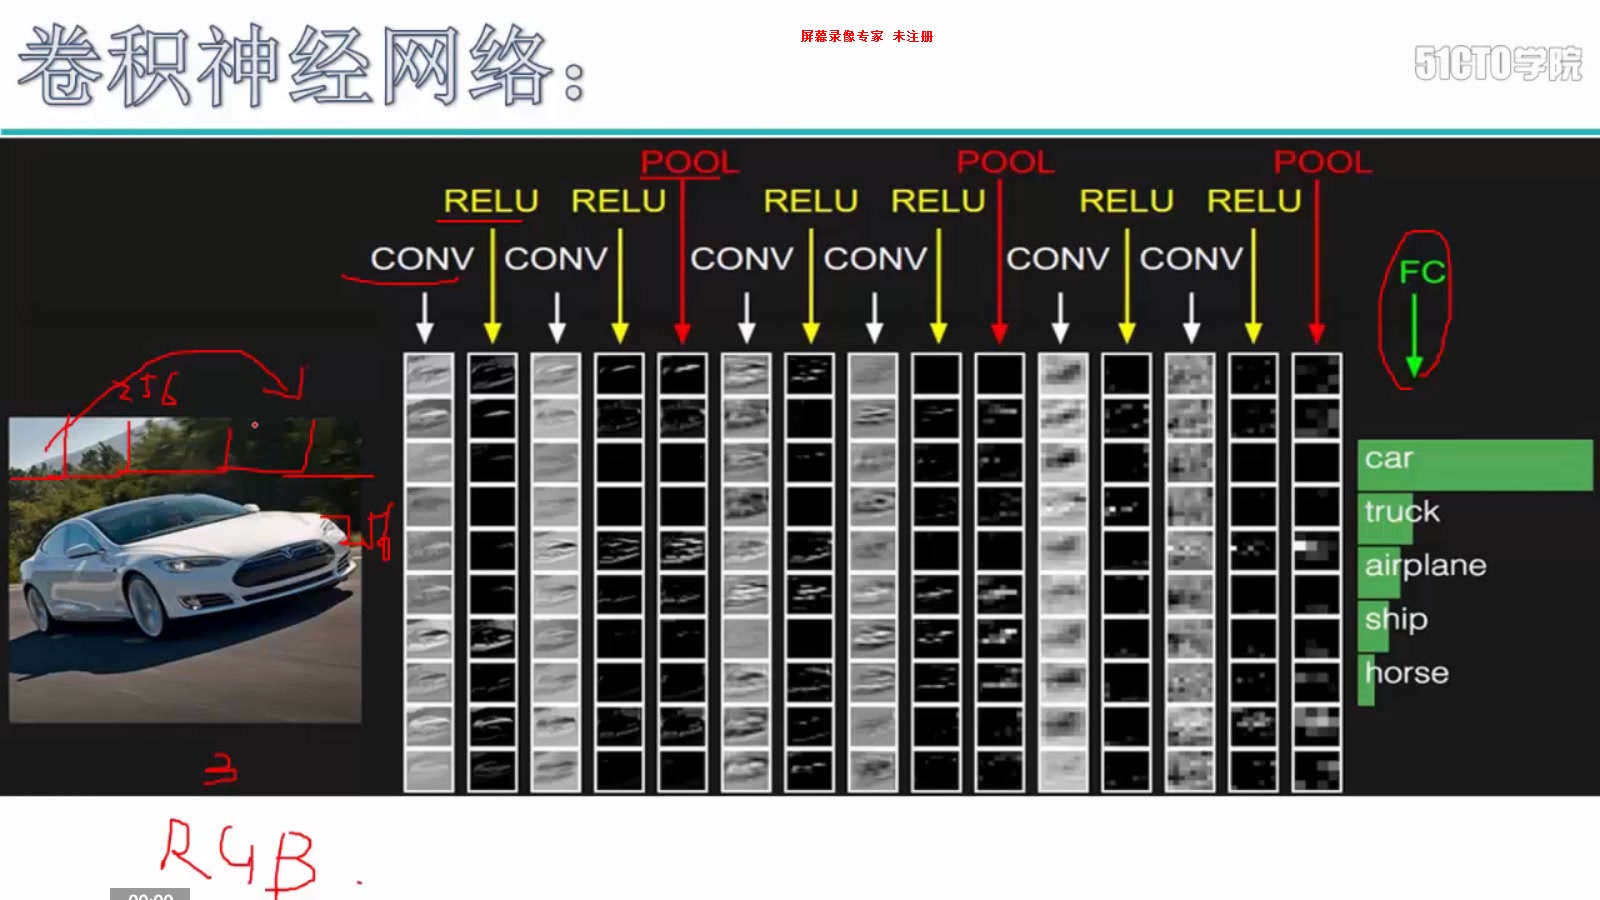 卷积神经网络：
屏幕录像专家 未注册
51CTO学院
POOL POOL POOL
RELU RELU RELU RELU RELU RELU
CONV CONV CONV CONV CONV CONV
FC
256
256
car
truck
airplane
ship
horse
3
RGB.